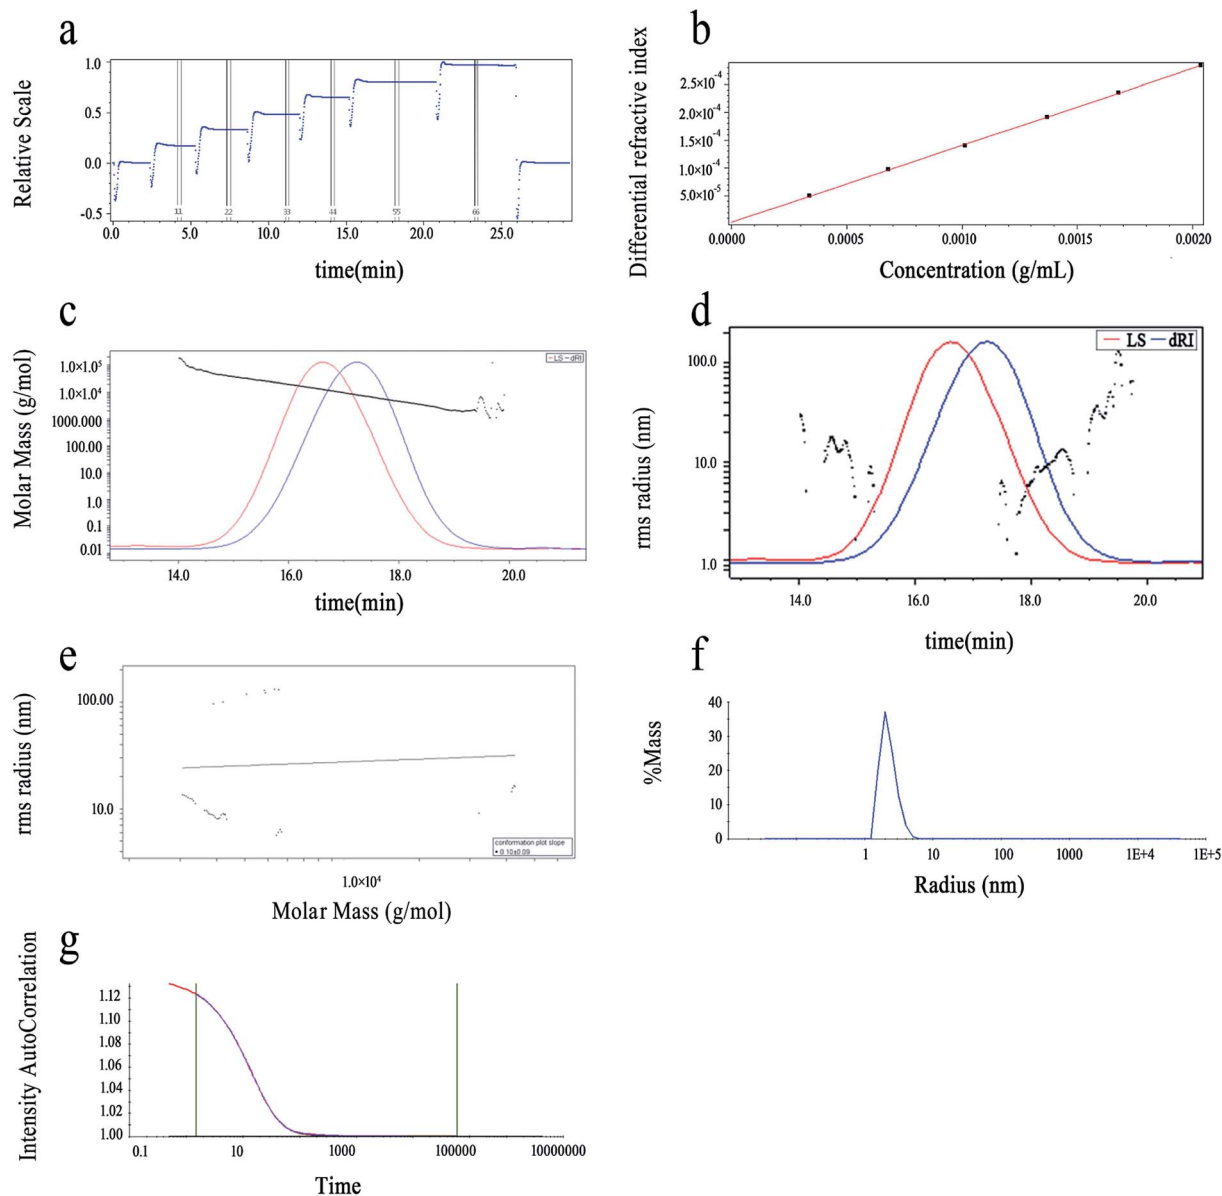 a
Relative Scale
1.0
0.5
0.0
-0.5
11
22
33
44
55
66
0.0 5.0 10.0 15.0 20.0 25.0
time(min)
b
Differential refractive index
2.5×10⁻⁴
2.0×10⁻⁴
1.5×10⁻⁴
1.0×10⁻⁴
5.0×10⁻⁵
0.0000 0.0005 0.0010 0.0015 0.0020
Concentration (g/mL)
c
Molar Mass (g/mol)
1.0×10⁵
1.0×10⁴
1000.000
100.00
10.0
1.0
0.1
0.01
LS dRI
14.0 16.0 18.0 20.0
time(min)
d
rms radius (nm)
100.0
10.0
1.0
LS dRI
14.0 16.0 18.0 20.0
time(min)
e
rms radius (nm)
100.00
10.0
conformation plot slope
0.10±0.09
1.0×10⁴
Molar Mass (g/mol)
f
%Mass
40
30
20
10
0
1 10 100 1000 1E+4 1E+5
Radius (nm)
g
Intensity AutoCorrelation
1.12
1.10
1.08
1.06
1.04
1.02
1.00
0.1 10 1000 100000 10000000
Time